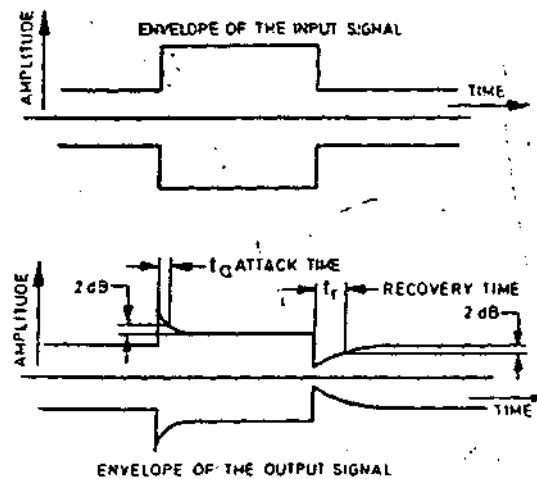 ENVELOPE OF THE INPUT SIGNAL
AMPLITUDE
TIME
ta ATTACK TIME
tr RECOVERY TIME
2 dB
2 dB
AMPLITUDE
TIME
ENVELOPE OF THE OUTPUT SIGNAL